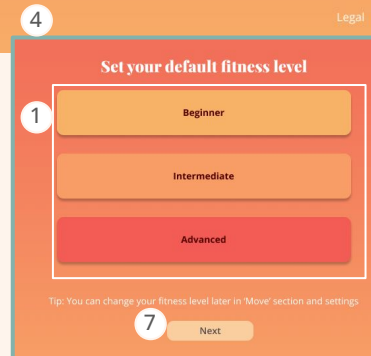 4
Legal
Set your default fitness level
1
Beginner
Intermediate
Advanced
Tip: You can change your fitness level later in 'Move' section and settings
7
Next